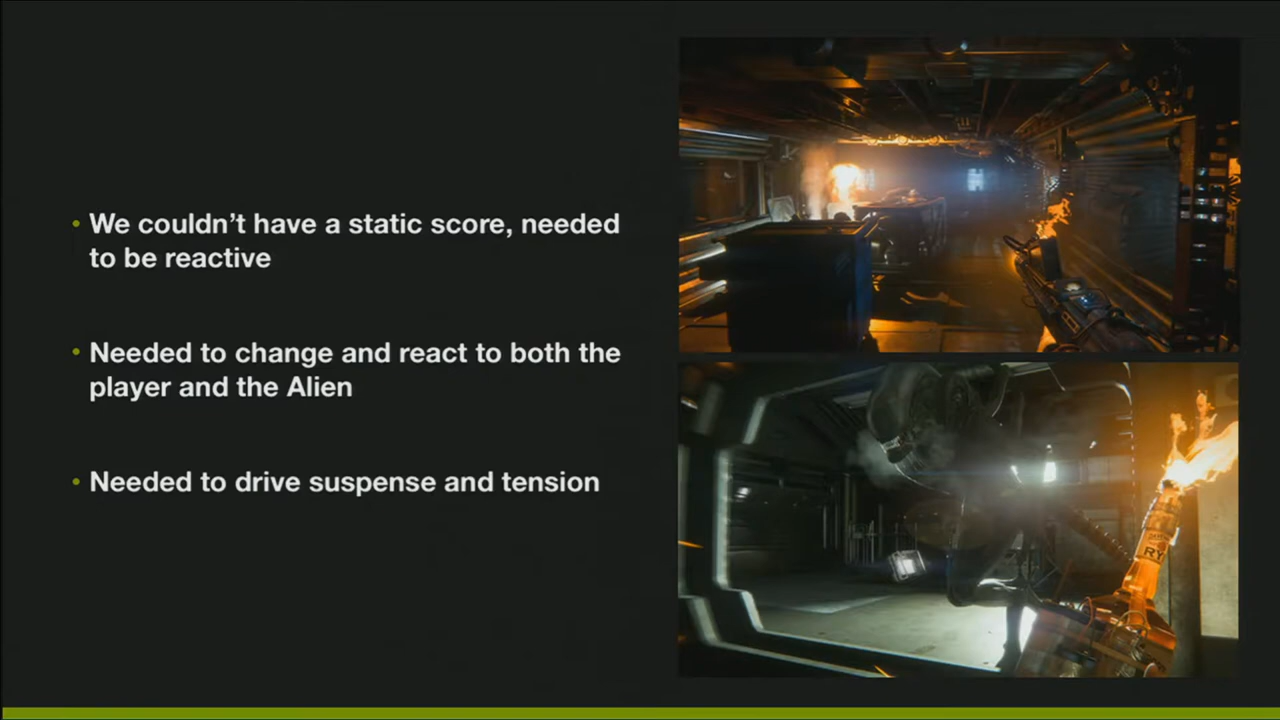 • We couldn’t have a static score, needed
to be reactive
• Needed to change and react to both the
player and the Alien
• Needed to drive suspense and tension
RY